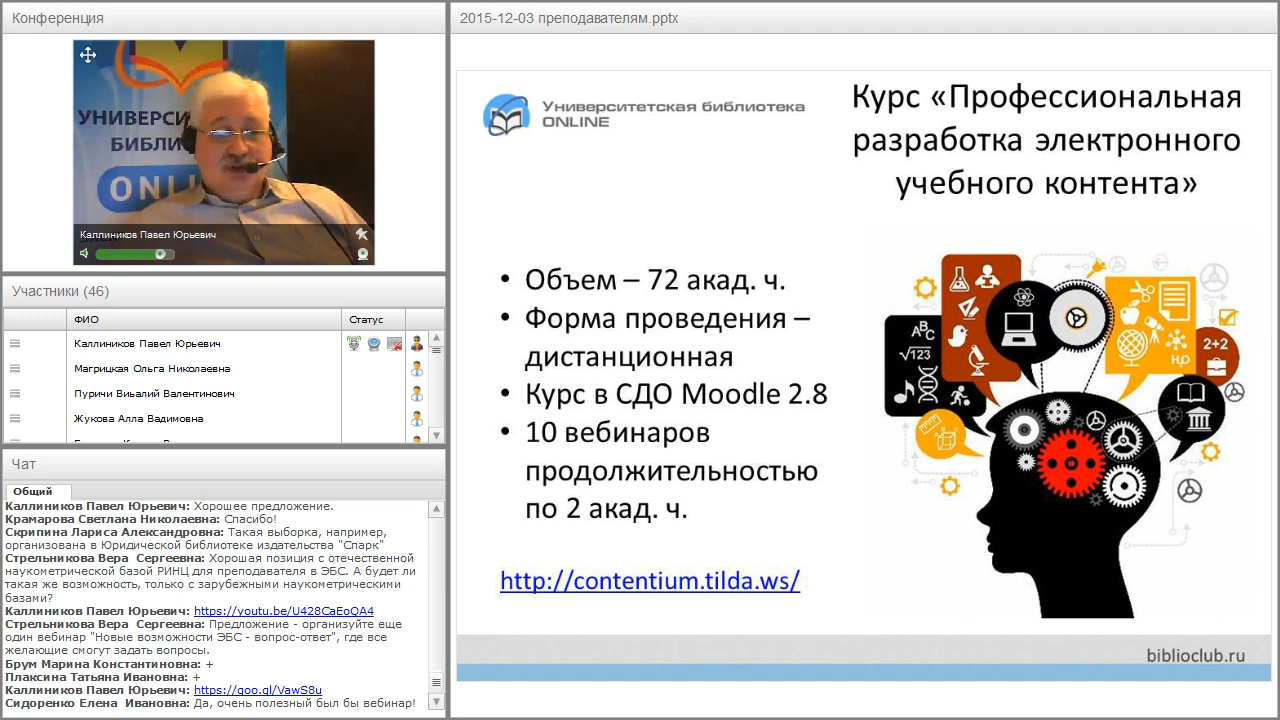 Конференция
УНИВЕРСИ
БИБЛИ
ONLI
Каллиников Павел Юрьевич
Участники (46)
ФИО
Статус
Каллиников Павел Юрьевич
Магрицкая Ольга Николаевна
Пуричи Виьалий Валентинович
Жукова Алла Вадимовна
Чат
Общий
Каллиников Павел Юрьевич: Хорошее предложение.
Крамарова Светлана Николаевна: Спасибо!
Скрипина Лариса Александровна: Такая выборка, например,
организована в Юридической библиотеке издательства "Спарк"
Стрельникова Вера Сергеевна: Хорошая позиция с отечественной
наукометрической базой РИНЦ для преподавателя в ЭБС. А будет ли
такая же возможность, только с зарубежными наукометрическими
базами?
Каллиников Павел Юрьевич: https://youtu.be/U428CaEoQA4
Стрельникова Вера Сергеевна: Предложение - организуйте еще
один вебинар "Новые возможности ЭБС - вопрос-ответ", где все
желающие смогут задать вопросы.
Брум Марина Константиновна: +
Плаксина Татьяна Ивановна: +
Каллиников Павел Юрьевич: https://goo.gl/VawS8u
Сидоренко Елена Ивановна: Да, очень полезный был бы вебинар!
2015-12-03 преподавателям.pptx
Университетская библиотека
ONLINE
Курс «Профессиональная
разработка электронного
учебного контента»
• Объем – 72 акад. ч.
• Форма проведения –
дистанционная
• Курс в СДО Moodle 2.8
• 10 вебинаров
продолжительностью
по 2 акад. ч.
http://contentium.tilda.ws/
ABC
√123
2+2
H₂O
biblioclub.ru